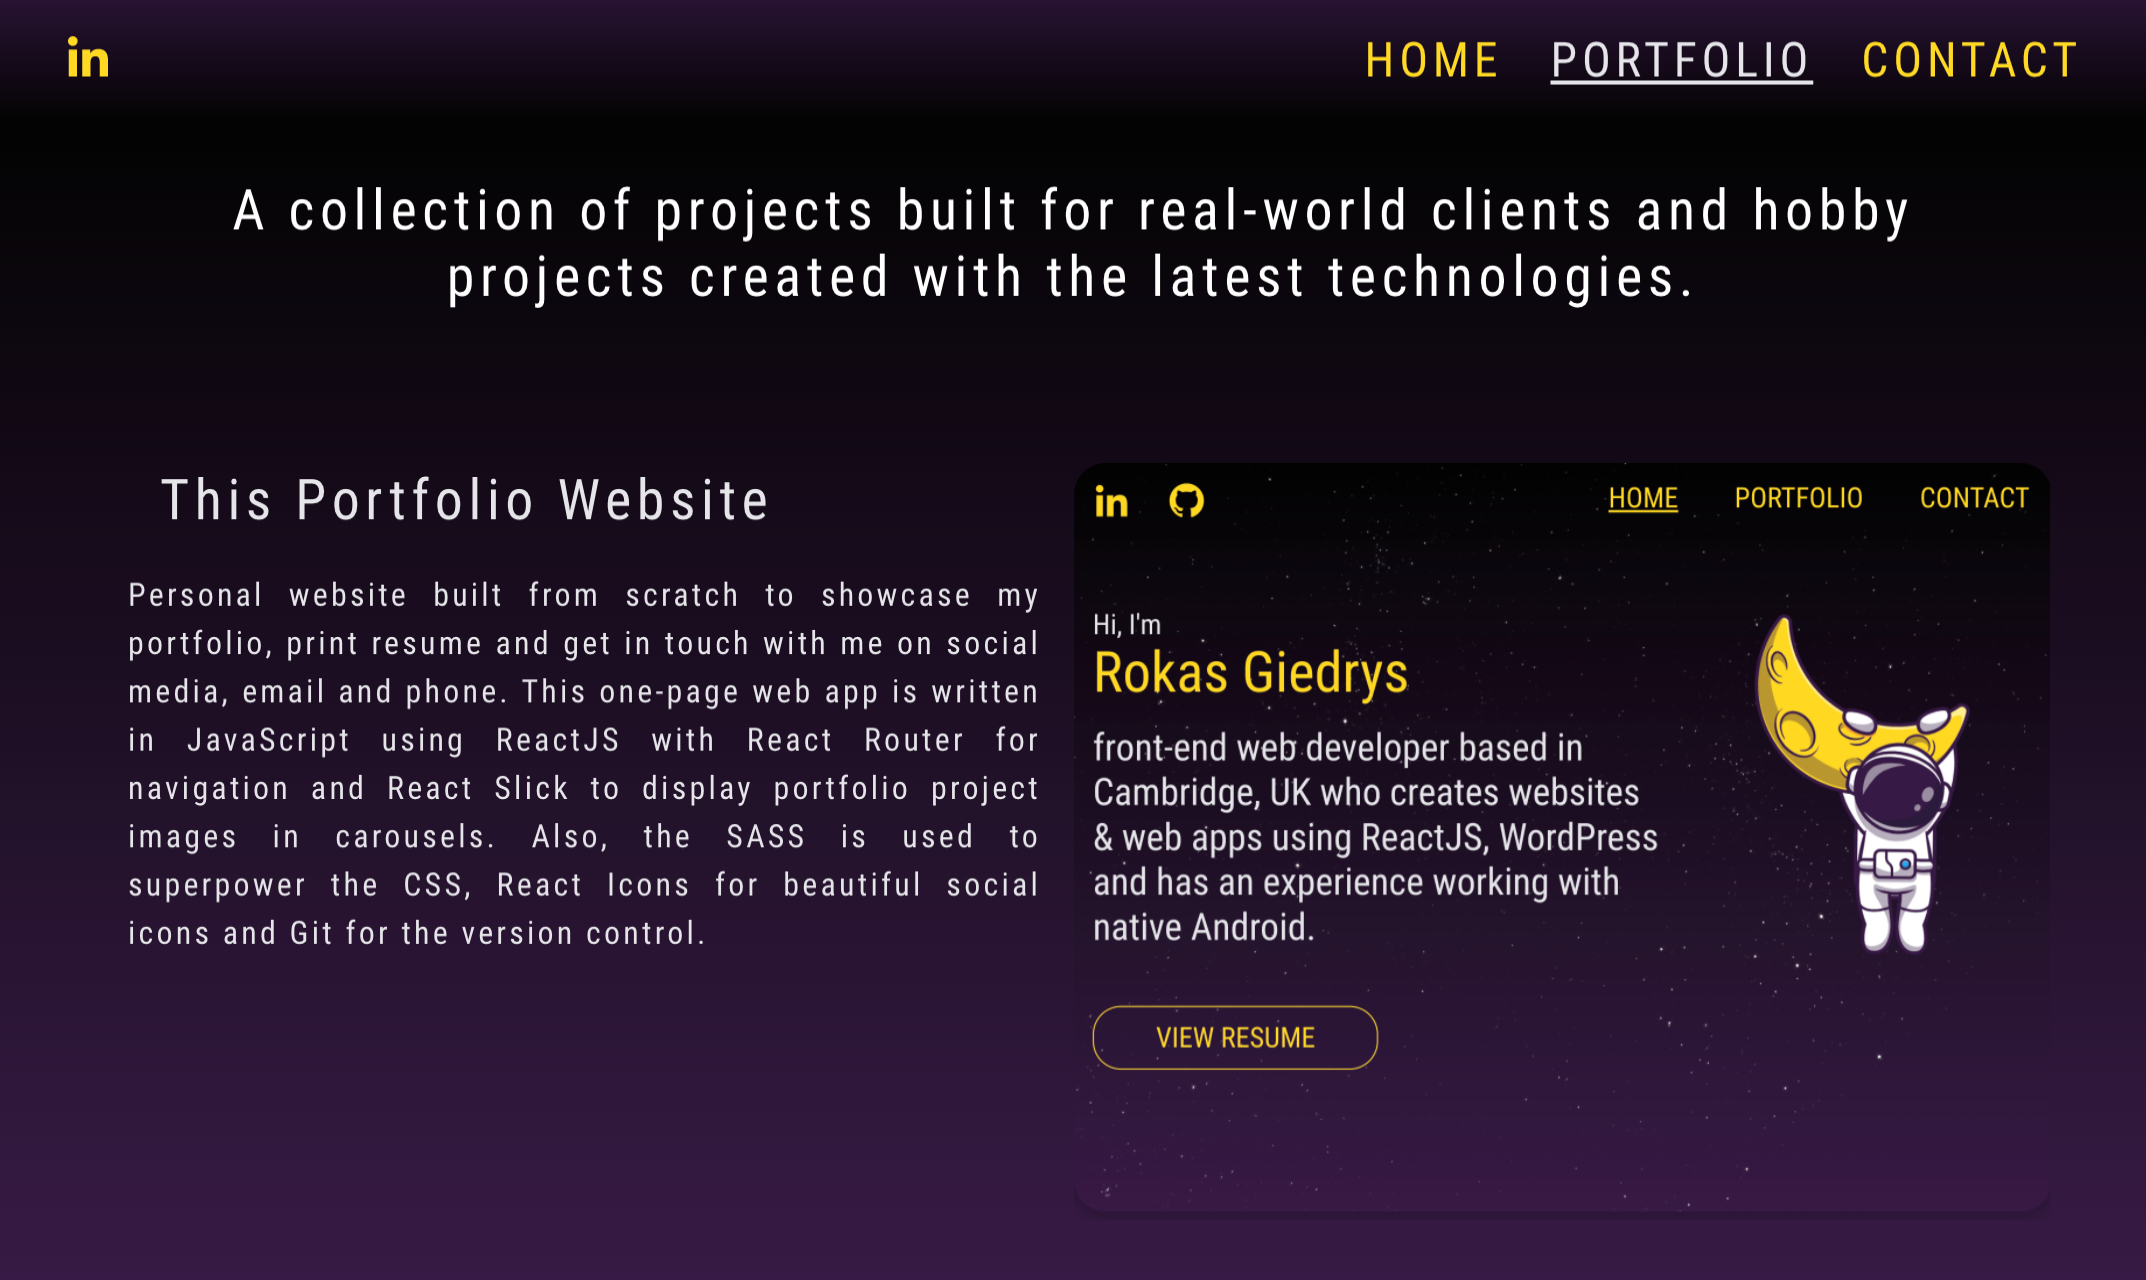 in
HOME PORTFOLIO CONTACT
A collection of projects built for real-world clients and hobby
projects created with the latest technologies.
This Portfolio Website
Personal website built from scratch to showcase my
portfolio, print resume and get in touch with me on social
media, email and phone. This one-page web app is written
in JavaScript using ReactJS with React Router for
navigation and React Slick to display portfolio project
images in carousels. Also, the SASS is used to
superpower the CSS, React Icons for beautiful social
icons and Git for the version control.
in
HOME PORTFOLIO CONTACT
Hi, I'm
Rokas Giedrys
front-end web developer based in
Cambridge, UK who creates websites
& web apps using ReactJS, WordPress
and has an experience working with
native Android.
VIEW RESUME